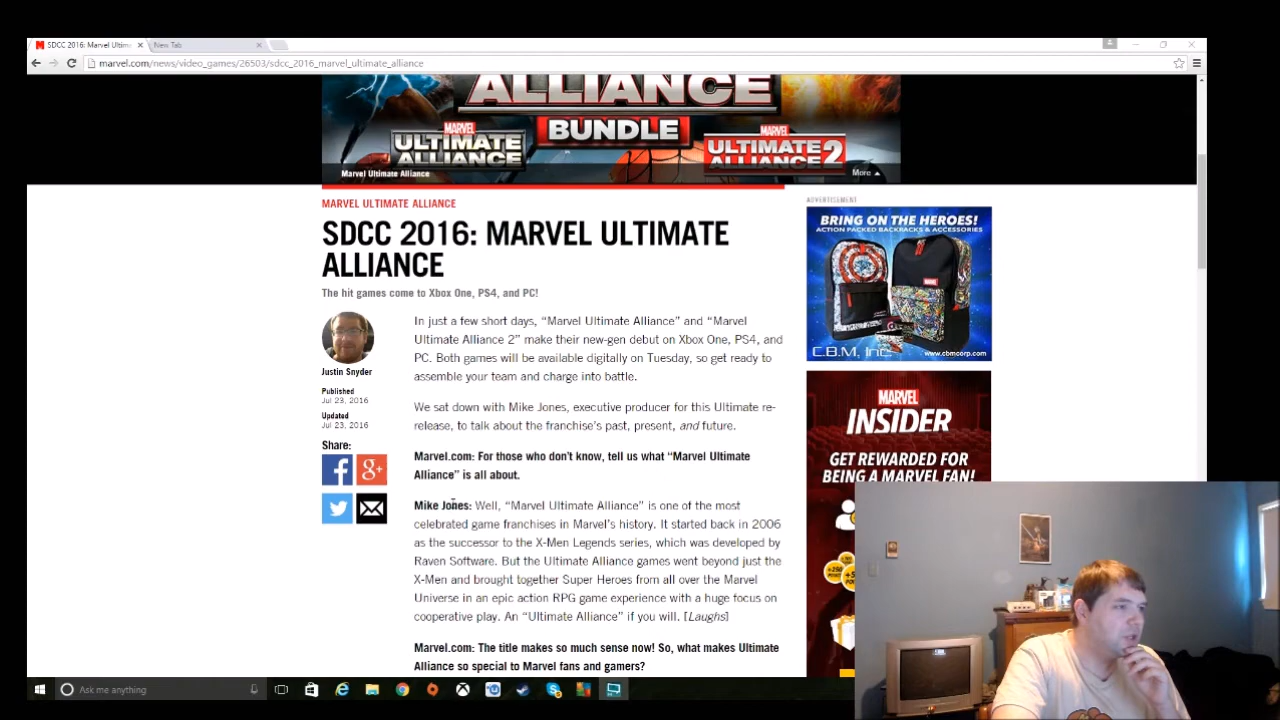 SDCC 2016: Marvel Ultima
New Tab
marvel.com/news/video_games/26503/sdcc_2016_marvel_ultimate_alliance
ALLIANCE
BUNDLE
MARVEL
ULTIMATE
ALLIANCE
MARVEL
ULTIMATE
ALLIANCE 2
Marvel Ultimate Alliance
More
MARVEL ULTIMATE ALLIANCE
SDCC 2016: MARVEL ULTIMATE
ALLIANCE
The hit games come to Xbox One, PS4, and PC!
Justin Snyder
Published
Jul 23, 2016
Updated
Jul 23, 2016
Share:
In just a few short days, “Marvel Ultimate Alliance” and “Marvel
Ultimate Alliance 2” make their new-gen debut on Xbox One, PS4, and
PC. Both games will be available digitally on Tuesday, so get ready to
assemble your team and charge into battle.
We sat down with Mike Jones, executive producer for this Ultimate re-
release, to talk about the franchise’s past, present, and future.
Marvel.com: For those who don’t know, tell us what “Marvel Ultimate
Alliance” is all about.
Mike Jones: Well, “Marvel Ultimate Alliance” is one of the most
celebrated game franchises in Marvel’s history. It started back in 2006
as the successor to the X-Men Legends series, which was developed by
Raven Software. But the Ultimate Alliance games went beyond just the
X-Men and brought together Super Heroes from all over the Marvel
Universe in an epic action RPG game experience with a huge focus on
cooperative play. An “Ultimate Alliance” if you will. [Laughs]
Marvel.com: The title makes so much sense now! So, what makes Ultimate
Alliance so special to Marvel fans and gamers?
ADVERTISEMENT
BRING ON THE HEROES!
ACTION PACKED BACKPACKS & ACCESSORIES
C.B.M, Inc.
www.cbmcorp.com
MARVEL
INSIDER
GET REWARDED FOR
BEING A MARVEL FAN!
Ask me anything